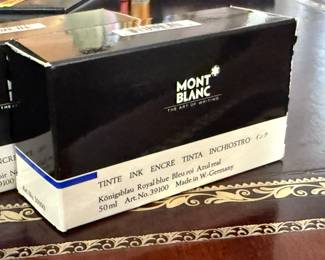 MONT
BLANC
THE ART OF WRITING
TINTE INK ENCRE TINTA INCHIOSTRO インク
Königsblau Royal blue Bleu roi Azul real
50 ml Art. No. 39100 Made in W.-Germany